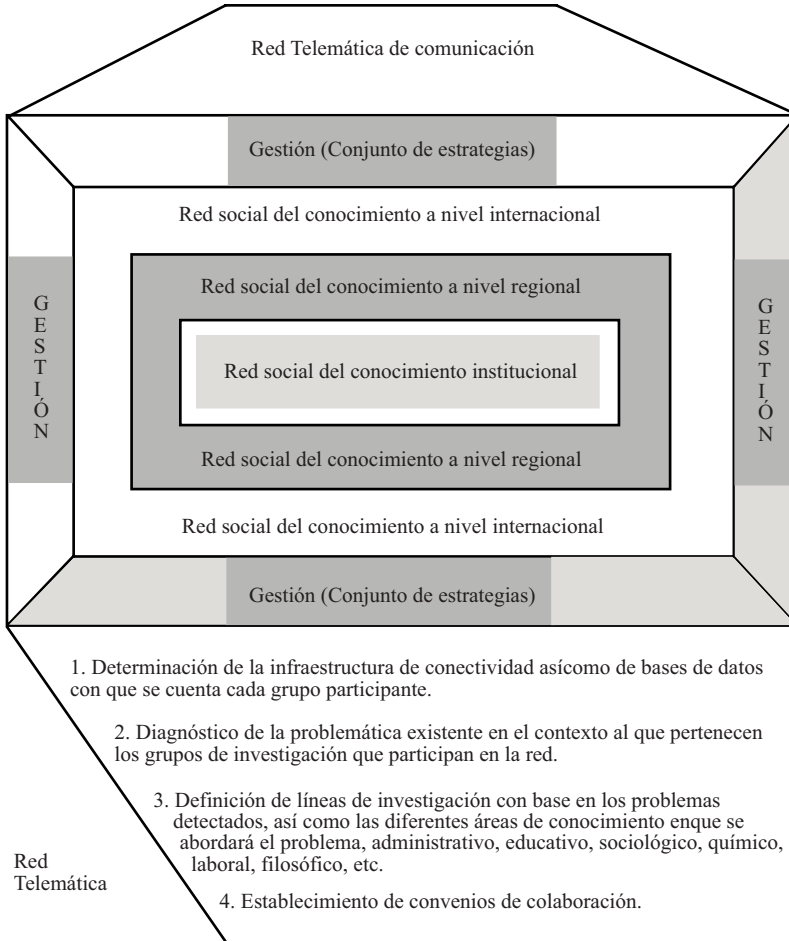 Red Telemática de comunicación
Gestión (Conjunto de estrategias)
Red social del conocimiento a nivel internacional
Red social del conocimiento a nivel regional
GESTIÓN
GESTIÓN
Red social del conocimiento institucional
Red social del conocimiento a nivel regional
Red social del conocimiento a nivel internacional
Gestión (Conjunto de estrategias)
1. Determinación de la infraestructura de conectividad asícomo de bases de datos
con que se cuenta cada grupo participante.
2. Diagnóstico de la problemática existente en el contexto al que pertenecen
los grupos de investigación que participan en la red.
3. Definición de líneas de investigación con base en los problemas
detectados, así como las diferentes áreas de conocimiento enque se
abordará el problema, administrativo, educativo, sociológico, químico,
laboral, filosófico, etc.
Red
Telemática
4. Establecimiento de convenios de colaboración.